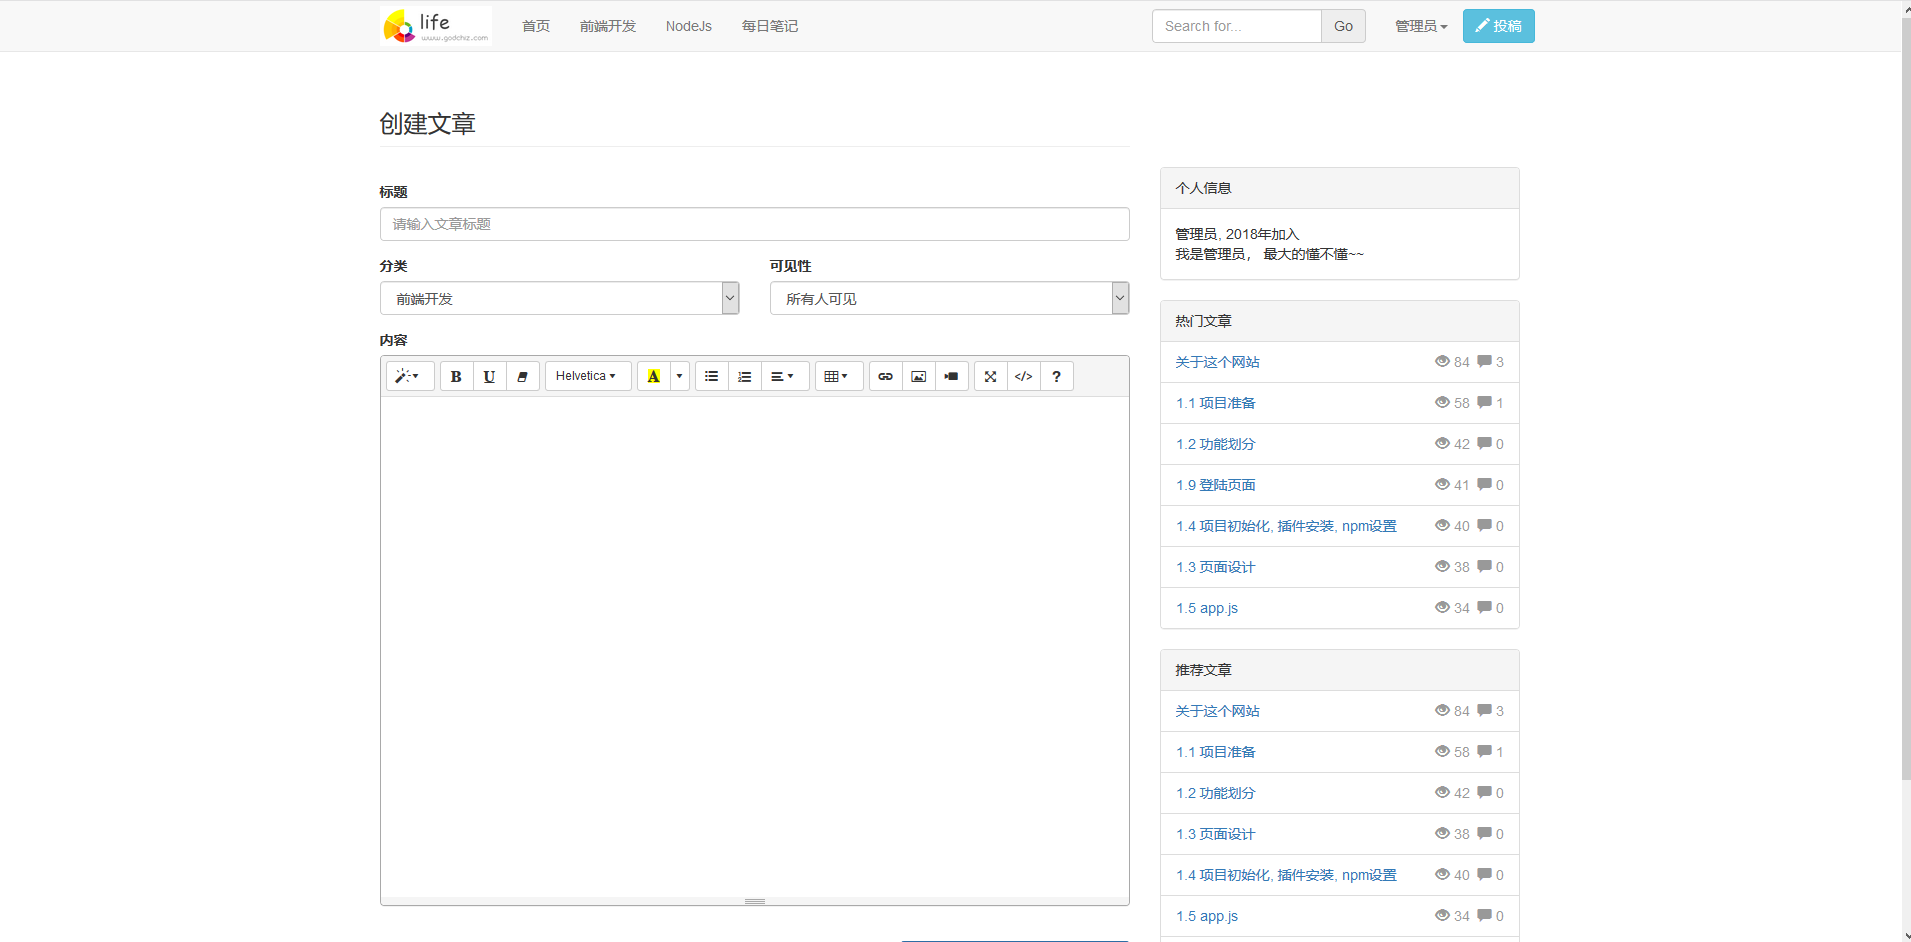 life
www.godchiz.com
首页 前端开发 NodeJs 每日笔记
Search for... Go
管理员 投稿
创建文章
标题
请输入文章标题
分类 可见性
前端开发 所有人可见
内容
B U Helvetica A </> ?
个人信息
管理员, 2018年加入
我是管理员， 最大的懂不懂~~
热门文章
关于这个网站 84 3
1.1 项目准备 58 1
1.2 功能划分 42 0
1.9 登陆页面 41 0
1.4 项目初始化, 插件安装, npm设置 40 0
1.3 页面设计 38 0
1.5 app.js 34 0
推荐文章
关于这个网站 84 3
1.1 项目准备 58 1
1.2 功能划分 42 0
1.3 页面设计 38 0
1.4 项目初始化, 插件安装, npm设置 40 0
1.5 app.js 34 0